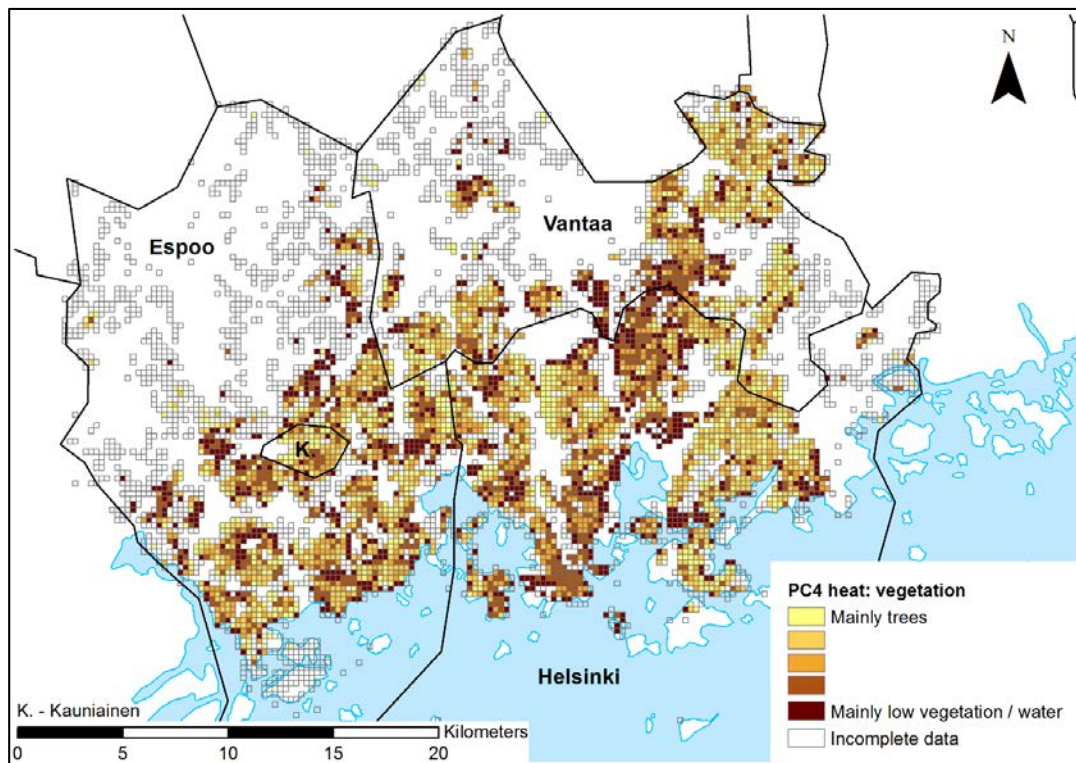 N
Vantaa
Espoo
K.
PC4 heat: vegetation
Mainly trees
Helsinki
Mainly low vegetation / water
Incomplete data
K. - Kauniainen
Kilometers
0 5 10 15 20